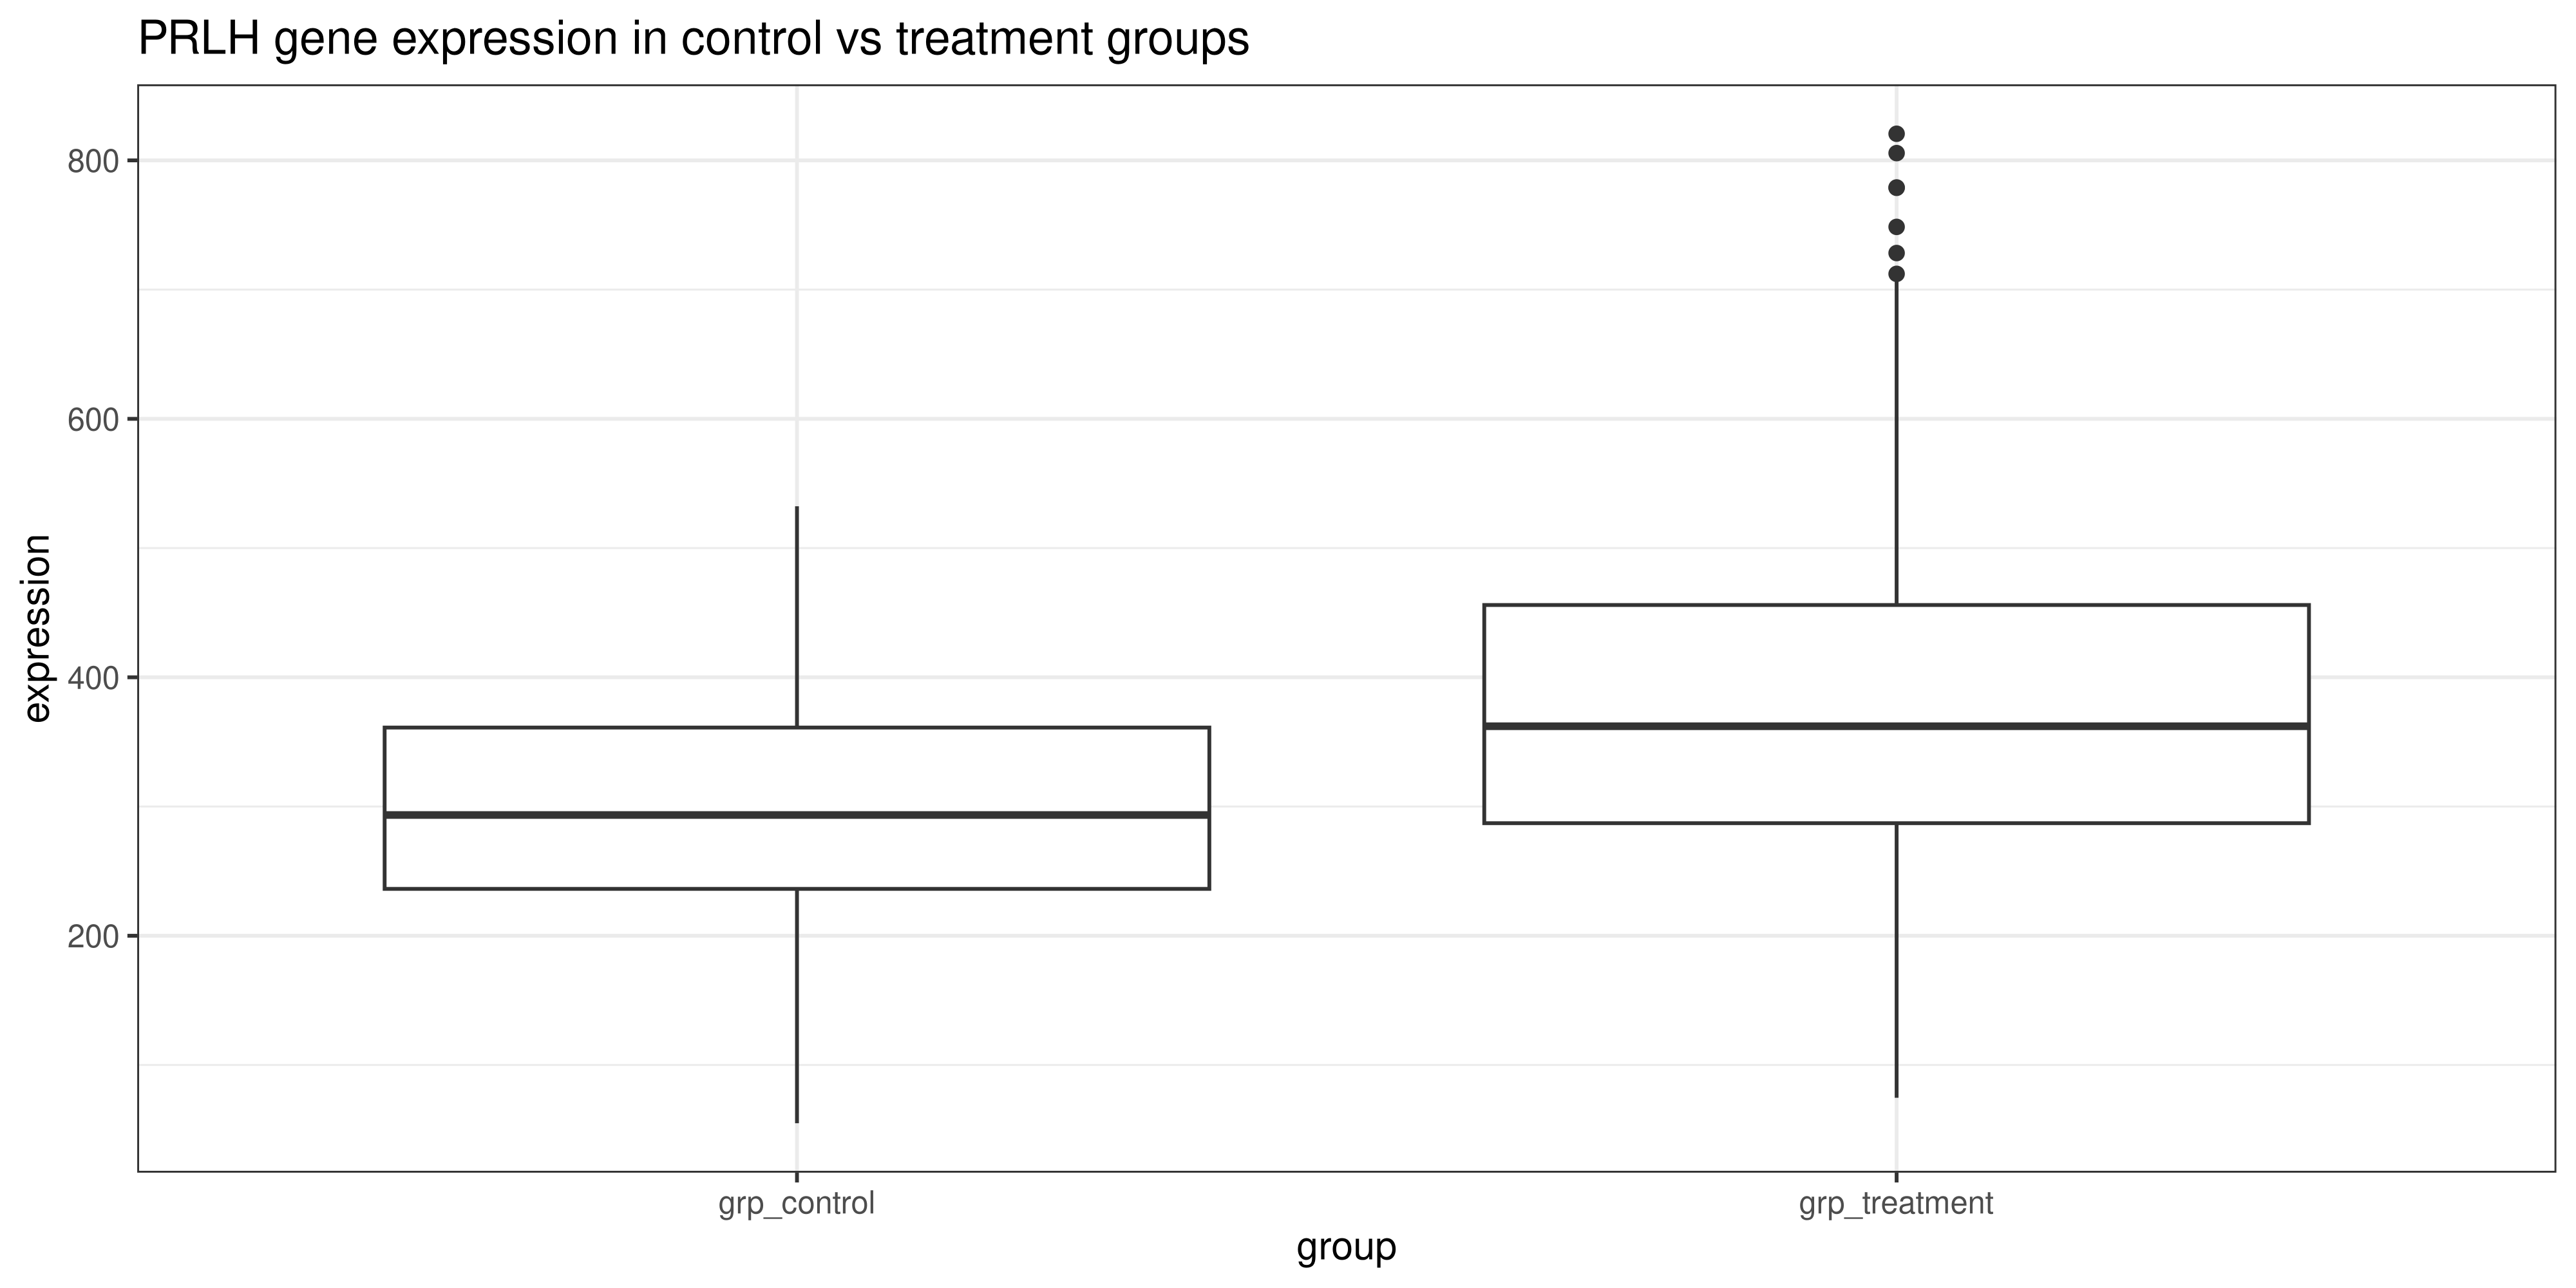 PRLH gene expression in control vs treatment groups
expression
800
600
400
200
grp_control
grp_treatment
group